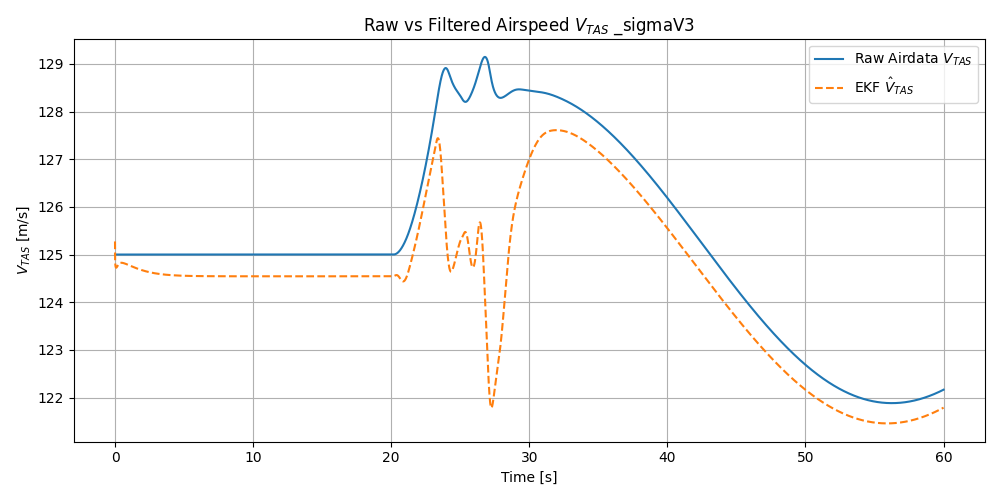 Raw vs Filtered Airspeed V_TAS _sigmaV3
129
128
127
126
125
124
123
122
V_TAS [m/s]
Raw Airdata V_TAS
EKF V̂_TAS
0 10 20 30 40 50 60
Time [s]